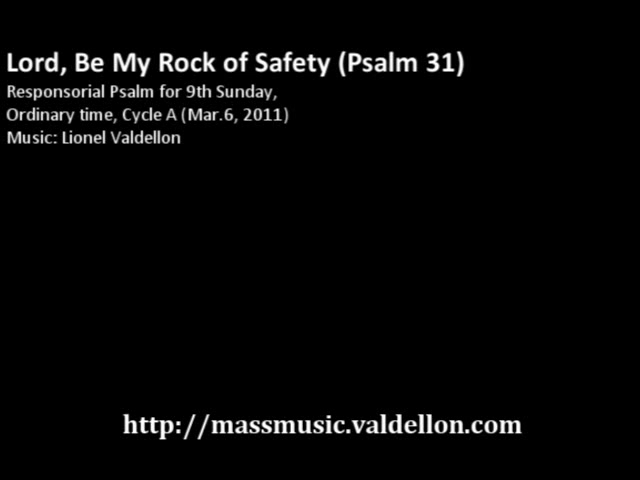 Lord, Be My Rock of Safety (Psalm 31)
Responsorial Psalm for 9th Sunday,
Ordinary time, Cycle A (Mar.6, 2011)
Music: Lionel Valdellon
http://massmusic.valdellon.com